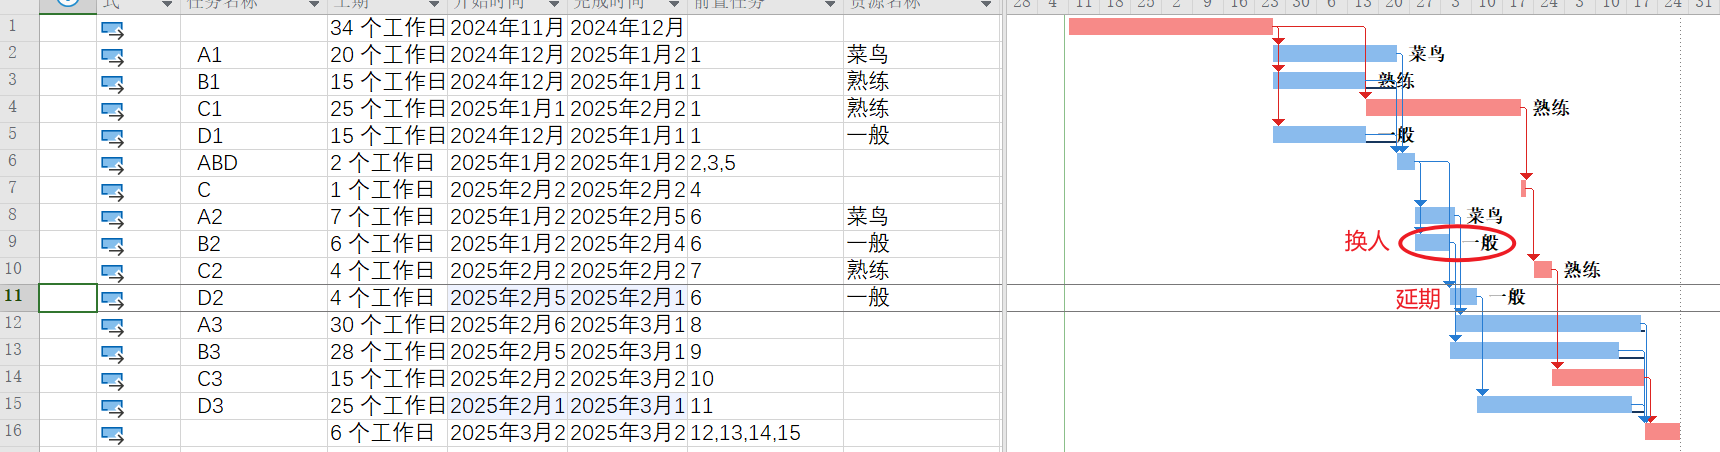 式 任务名称 工期 开始时间 完成时间 前置任务 资源名称 28 4 11 18 25 2 9 16 23 30 6 13 20 27 3 10 17 24 3 10 17 24 31
1 34 个工作日 2024年11月 2024年12月
2 A1 20 个工作日 2024年12月 2025年1月2 1 菜鸟 菜鸟
3 B1 15 个工作日 2024年12月 2025年1月1 1 熟练 熟练
4 C1 25 个工作日 2025年1月1 2025年2月2 1 熟练 熟练
5 D1 15 个工作日 2024年12月 2025年1月1 1 一般 一般
6 ABD 2 个工作日 2025年1月2 2025年1月2 2,3,5
7 C 1 个工作日 2025年2月2 2025年2月2 4
8 A2 7 个工作日 2025年1月2 2025年2月5 6 菜鸟 菜鸟
9 B2 6 个工作日 2025年1月2 2025年2月4 6 一般 换人 一般
10 C2 4 个工作日 2025年2月2 2025年2月2 7 熟练 熟练
11 D2 4 个工作日 2025年2月5 2025年2月1 6 一般 延期 一般
12 A3 30 个工作日 2025年2月6 2025年3月1 8
13 B3 28 个工作日 2025年2月5 2025年3月1 9
14 C3 15 个工作日 2025年2月2 2025年3月2 10
15 D3 25 个工作日 2025年2月1 2025年3月1 11
16 6 个工作日 2025年3月2 2025年3月2 12,13,14,15